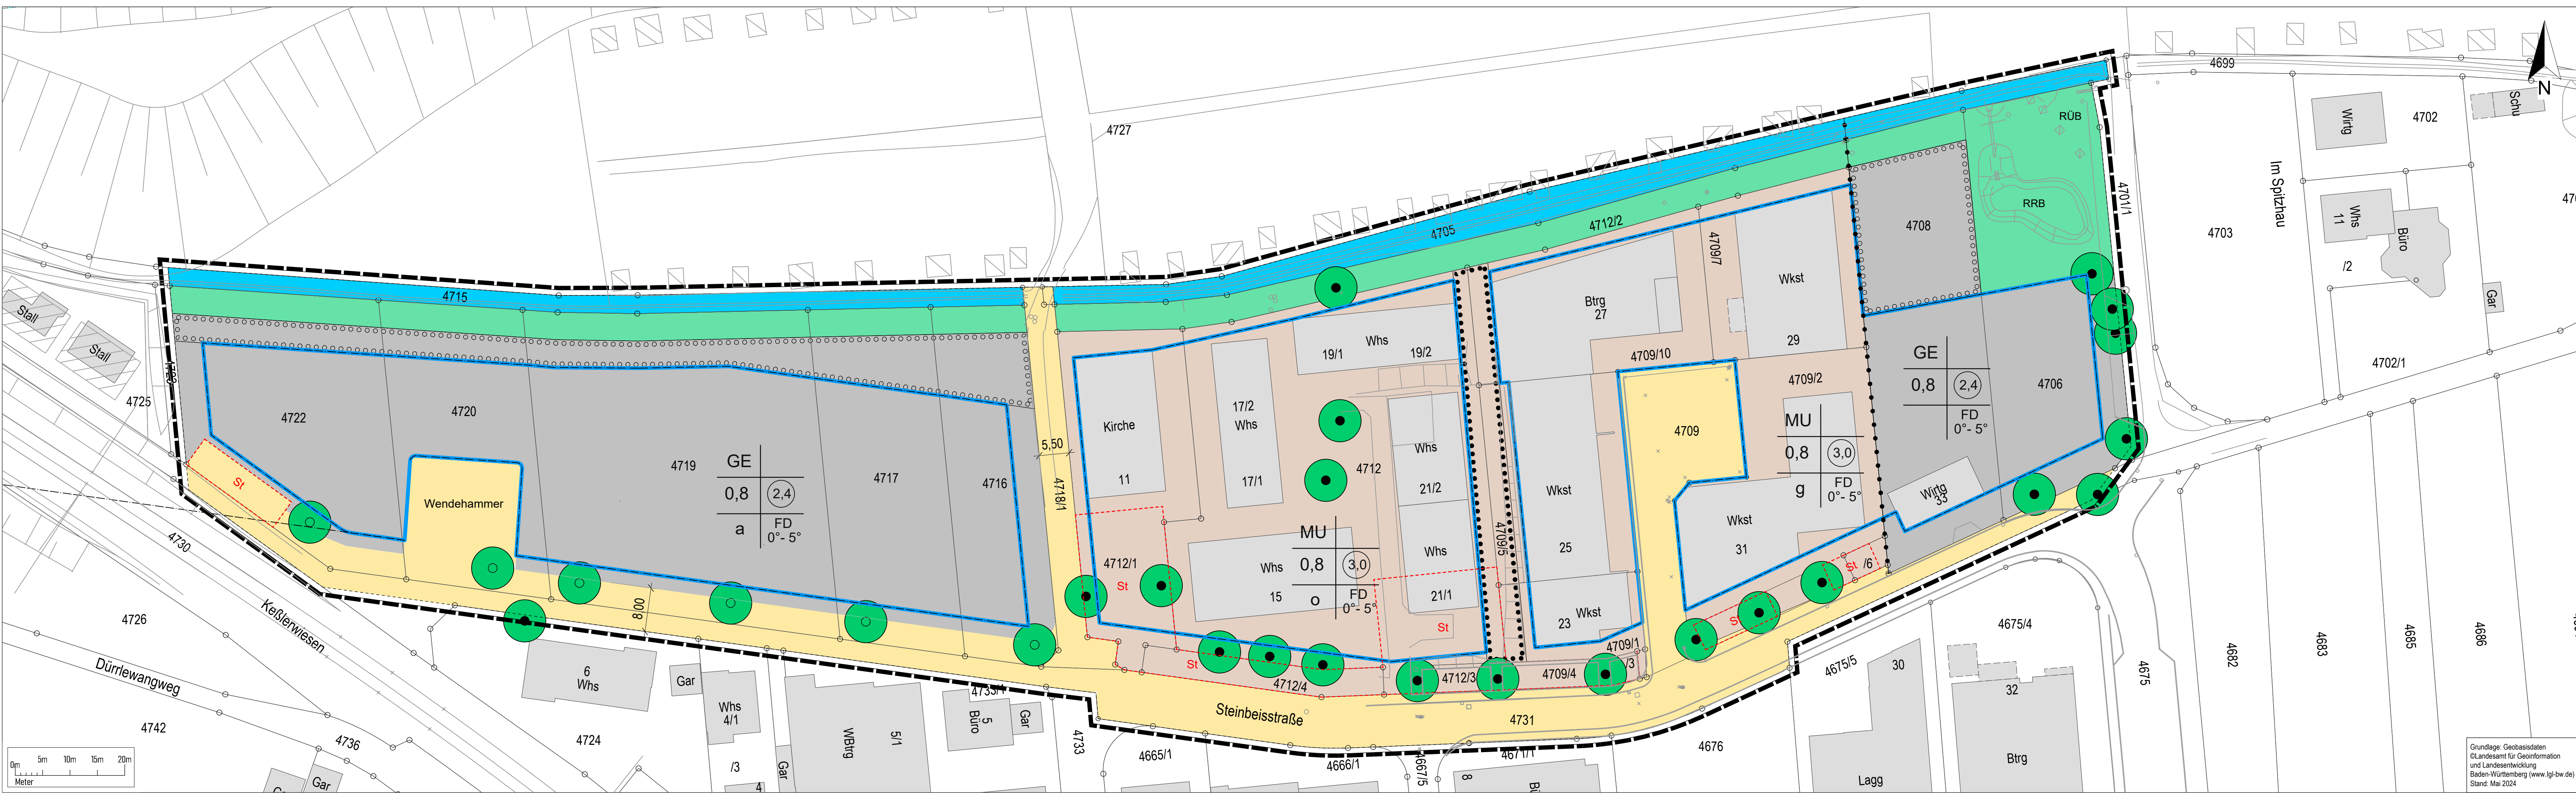 4699
N
4727
RÜB
4702
Schu
Wirtg
Im Spitzhau
4701/1
4703
RRB
4708
4712/2
4705
4709/7
Whs
11
Büro
/2
Gar
4702/1
4715
Stall
Stall
4725
4722
4720
4719
GE
0,8
2,4
a
FD
0°- 5°
4717
4716
5,50
4718/1
Wendehammer
St
8,00
Kirche
11
17/2
Whs
17/1
19/1
Whs
19/2
4712
Whs
21/2
Whs
21/1
Whs
15
MU
0,8
3,0
o
FD
0°- 5°
4712/1
St
St
St
4709/5
Btrg
27
Wkst
29
4709/10
4709/2
4709
Wkst
25
Wkst
23
Wkst
31
MU
0,8
3,0
g
FD
0°- 5°
GE
0,8
2,4
FD
0°- 5°
4706
Wirtg
33
St
/6
4709/1
/3
4709/4
4712/3
4712/4
Steinbeisstraße
4731
4730
Keßlerwiesen
4726
Dürrlewangweg
4742
4736
4724
6
Whs
Gar
Whs
4/1
/3
4
Gar
WBtrg
5/1
4733/1
5
Büro
Gar
4733
4665/1
4666/1
4667/5
4671/1
8
4676
4675/5
30
Lagg
4675/4
32
Btrg
4675
4682
4683
4685
4686
Gar
0m
5m
10m
15m
20m
Meter
Grundlage: Geobasisdaten
©Landesamt für Geoinformation
und Landesentwicklung
Baden-Württemberg (www.lgl-bw.de)
Stand: Mai 2024